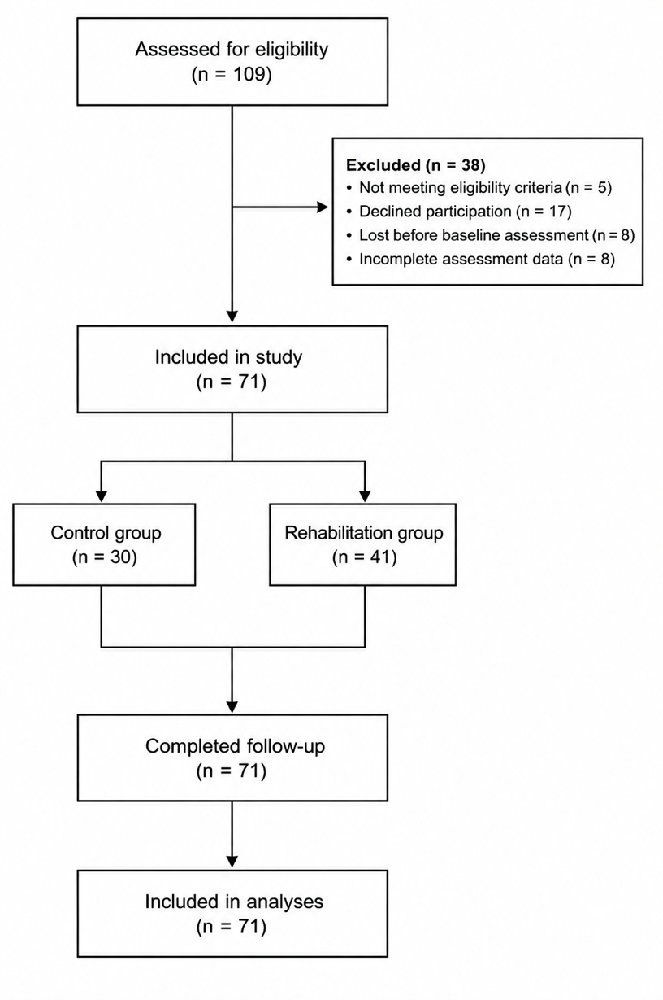 Assessed for eligibility
(n = 109)
Excluded (n = 38)
• Not meeting eligibility criteria (n = 5)
• Declined participation (n = 17)
• Lost before baseline assessment (n = 8)
• Incomplete assessment data (n = 8)
Included in study
(n = 71)
Control group
(n = 30)
Rehabilitation group
(n = 41)
Completed follow-up
(n = 71)
Included in analyses
(n = 71)